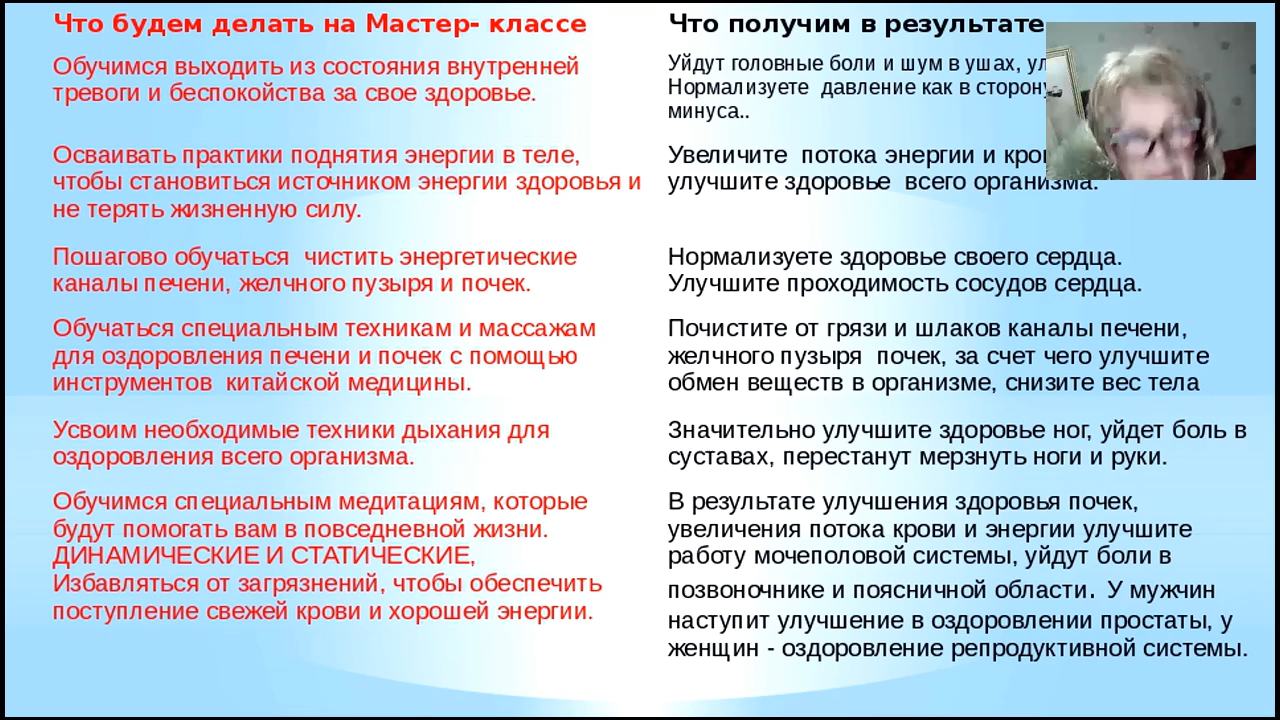 Что будем делать на Мастер- классе
Обучимся выходить из состояния внутренней
тревоги и беспокойства за свое здоровье.
Осваивать практики поднятия энергии в теле,
чтобы становиться источником энергии здоровья и
не терять жизненную силу.
Пошагово обучаться  чистить энергетические
каналы печени, желчного пузыря и почек.
Обучаться специальным техникам и массажам
для оздоровления печени и почек с помощью
инструментов  китайской медицины.
Усвоим необходимые техники дыхания для
оздоровления всего организма.
Обучимся специальным медитациям, которые
будут помогать вам в повседневной жизни.
ДИНАМИЧЕСКИЕ И СТАТИЧЕСКИЕ,
Избавляться от загрязнений, чтобы обеспечить
поступление свежей крови и хорошей энергии.
Что получим в результате
Уйдут головные боли и шум в ушах,
Нормализуете  давление как в сторону
минуса..
Увеличите  потока энергии и
улучшите здоровье  всего организма.
Нормализуете здоровье своего сердца.
Улучшите проходимость сосудов сердца.
Почистите от грязи и шлаков каналы печени,
желчного пузыря  почек, за счет чего улучшите
обмен веществ в организме, снизите вес тела
Значительно улучшите здоровье ног, уйдет боль в
суставах, перестанут мерзнуть ноги и руки.
В результате улучшения здоровья почек,
увеличения потока крови и энергии улучшите
работу мочеполовой системы, уйдут боли в
позвоночнике и поясничной области. У мужчин
наступит улучшение в оздоровлении простаты, у
женщин - оздоровление репродуктивной системы.